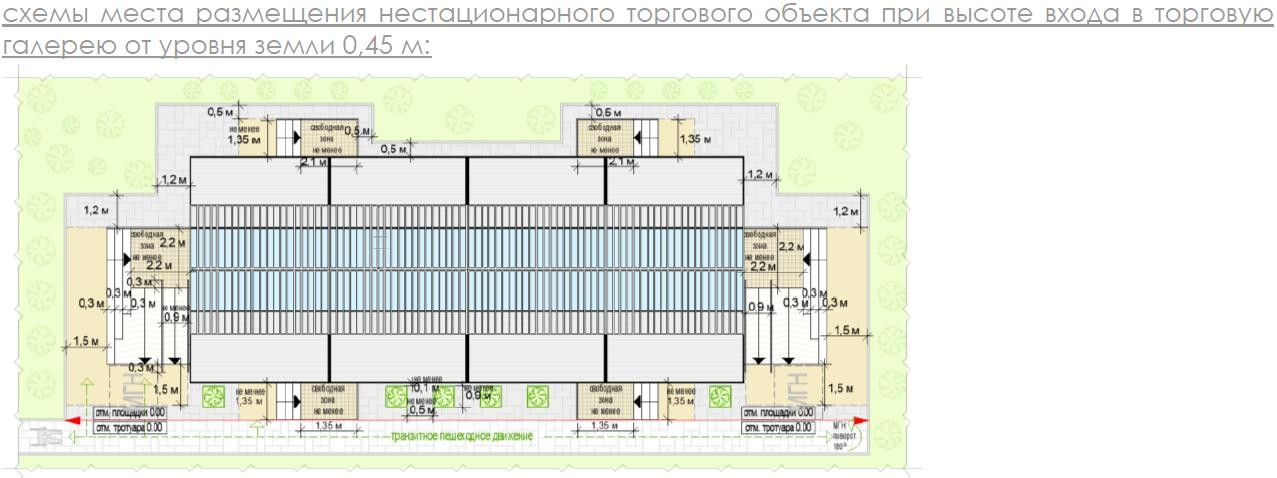 схемы места размещения нестационарного торгового объекта при высоте входа в торговую
галерею от уровня земли 0,45 м:
0,5 м
0,5 м
не менее
1,35 м
свободная
зона
не менее
0,5 м
0,5 м
свободная
зона
не менее
1,35 м
2,1 м
2,1 м
1,2 м
1,2 м
1,2 м
1,2 м
свободная
зона
не менее
2,2 м
2,2 м
свободная
зона
не менее
2,2 м
2,2 м
0,3 м
0,3 м
0,3 м
0,3 м
не менее
0,9 м
0,3 м
0,3 м
0,3 м
0,9 м
1,5 м
1,5 м
0,3 м
1,5 м
1,5 м
МГН
МГН
не менее
1,35 м
свободная
зона
не менее
не менее
0,1 м
0,5 м
не менее
0,9 м
свободная
зона
не менее
не менее
1,35 м
отм. площадки 0.00
отм. тротуара 0.00
отм. площадки 0.00
отм. тротуара 0.00
1,35 м
1,35 м
транзитное пешеходное движение
МГН
поворот
180°